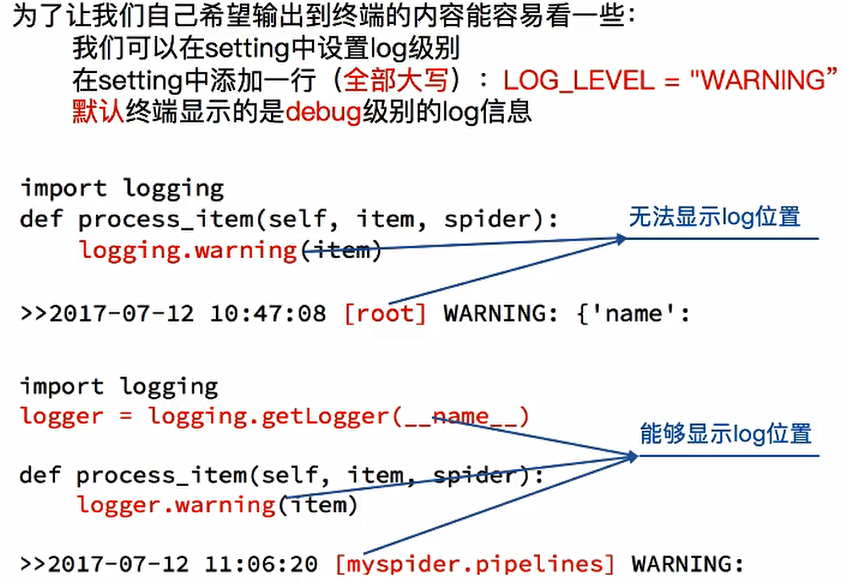 为了让我们自己希望输出到终端的内容能容易看一些：
我们可以在setting中设置log级别
在setting中添加一行（全部大写）：LOG_LEVEL = "WARNING”
默认终端显示的是debug级别的log信息
import logging
def process_item(self, item, spider):
    logging.warning(item)
无法显示log位置
>>2017-07-12 10:47:08 [root] WARNING: {'name':
import logging
logger = logging.getLogger(__name__)
能够显示log位置
def process_item(self, item, spider):
    logger.warning(item)
>>2017-07-12 11:06:20 [myspider.pipelines] WARNING: